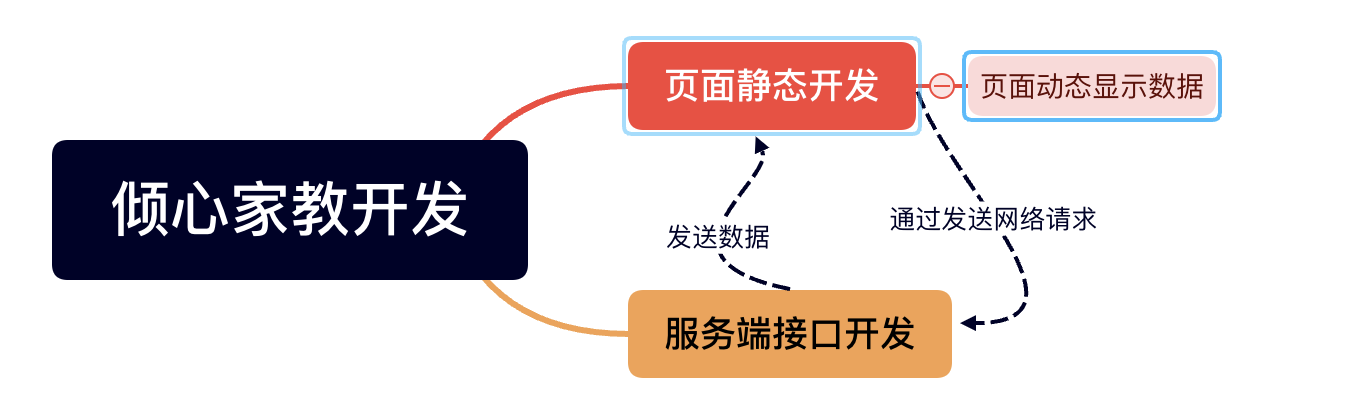 页面静态开发
页面动态显示数据
倾心家教开发
通过发送网络请求
发送数据
服务端接口开发